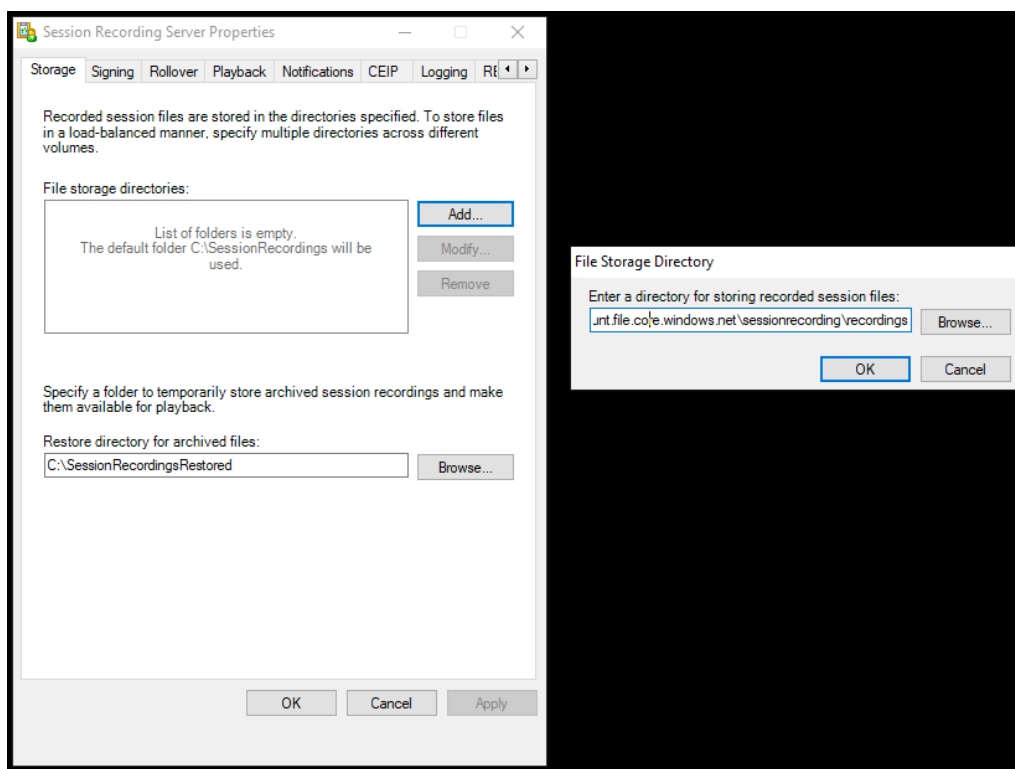 Session Recording Server Properties
Storage Signing Rollover Playback Notifications CEIP Logging
Recorded session files are stored in the directories specified. To store files
in a load-balanced manner, specify multiple directories across different
volumes.
File storage directories:
List of folders is empty.
The default folder C:\SessionRecordings will be
used.
Add...
Modify...
Remove
Specify a folder to temporarily store archived session recordings and make
them available for playback.
Restore directory for archived files:
C:\SessionRecordingsRestored
Browse...
OK Cancel Apply
File Storage Directory
Enter a directory for storing recorded session files:
unt.file.core.windows.net\sessionrecording\recordings
Browse...
OK Cancel